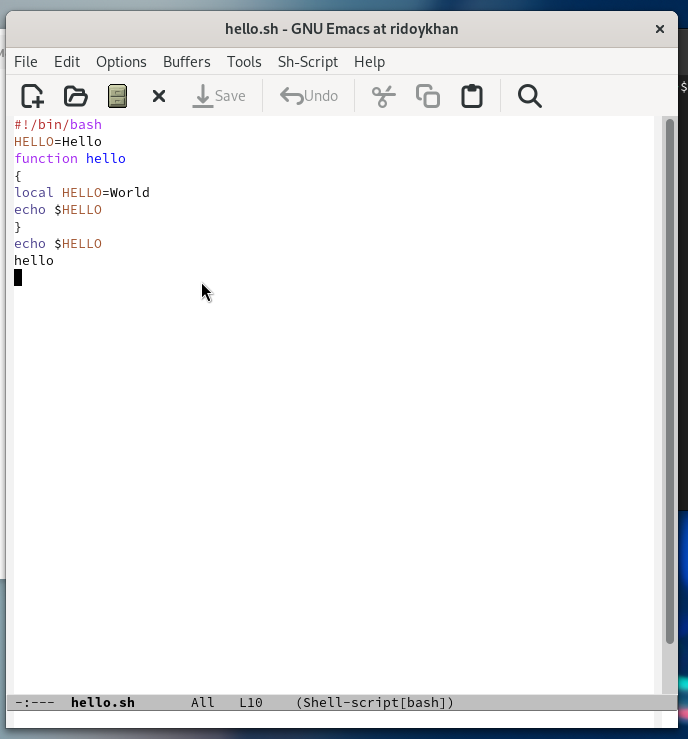 hello.sh - GNU Emacs at ridoykhan
File Edit Options Buffers Tools Sh-Script Help
Save Undo
#!/bin/bash
HELLO=Hello
function hello
{
local HELLO=World
echo $HELLO
}
echo $HELLO
hello
-:--- hello.sh All L10 (Shell-script[bash])
$